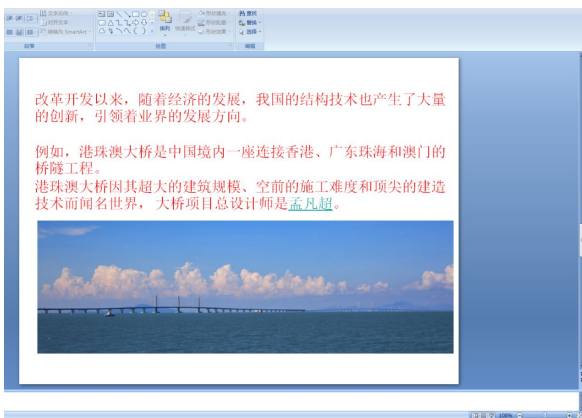 排列
编辑
改革开发以来，随着经济的发展，我国的结构技术也产生了大量
的创新，引领着业界的发展方向。
例如，港珠澳大桥是中国境内一座连接香港、广东珠海和澳门的
桥隧工程。
港珠澳大桥因其超大的建筑规模、空前的施工难度和顶尖的建造
技术而闻名世界， 大桥项目总设计师是孟凡超。
100%